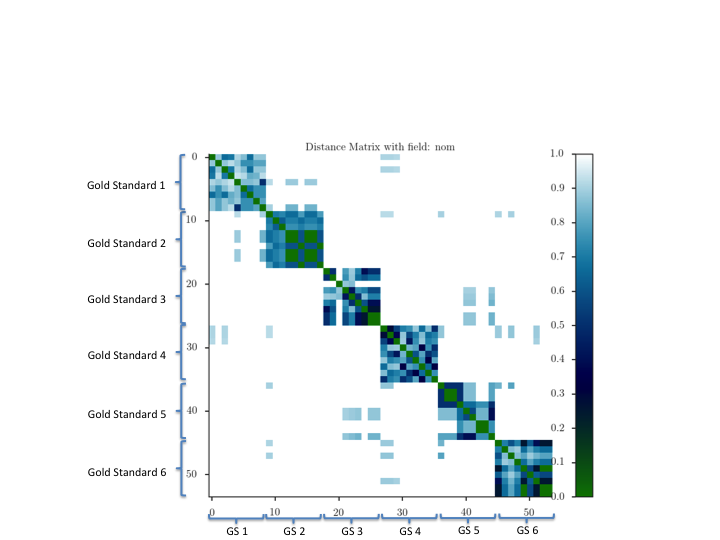 Distance Matrix with field: nom
Gold Standard 1
Gold Standard 2
Gold Standard 3
Gold Standard 4
Gold Standard 5
Gold Standard 6
0
10
20
30
40
50
0 10 20 30 40 50
GS 1 GS 2 GS 3 GS 4 GS 5 GS 6
1.0
0.9
0.8
0.7
0.6
0.5
0.4
0.3
0.2
0.1
0.0